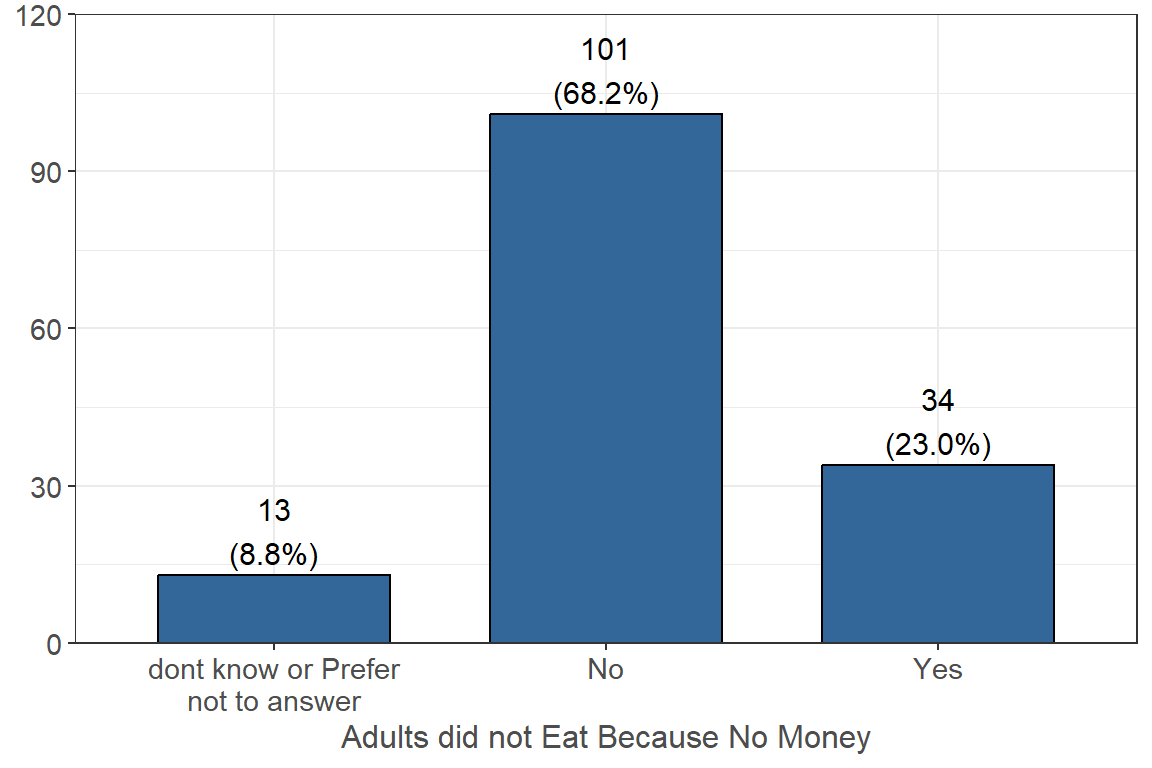 120
90
60
30
0
13
(8.8%)
101
(68.2%)
34
(23.0%)
dont know or Prefer
not to answer
No
Yes
Adults did not Eat Because No Money